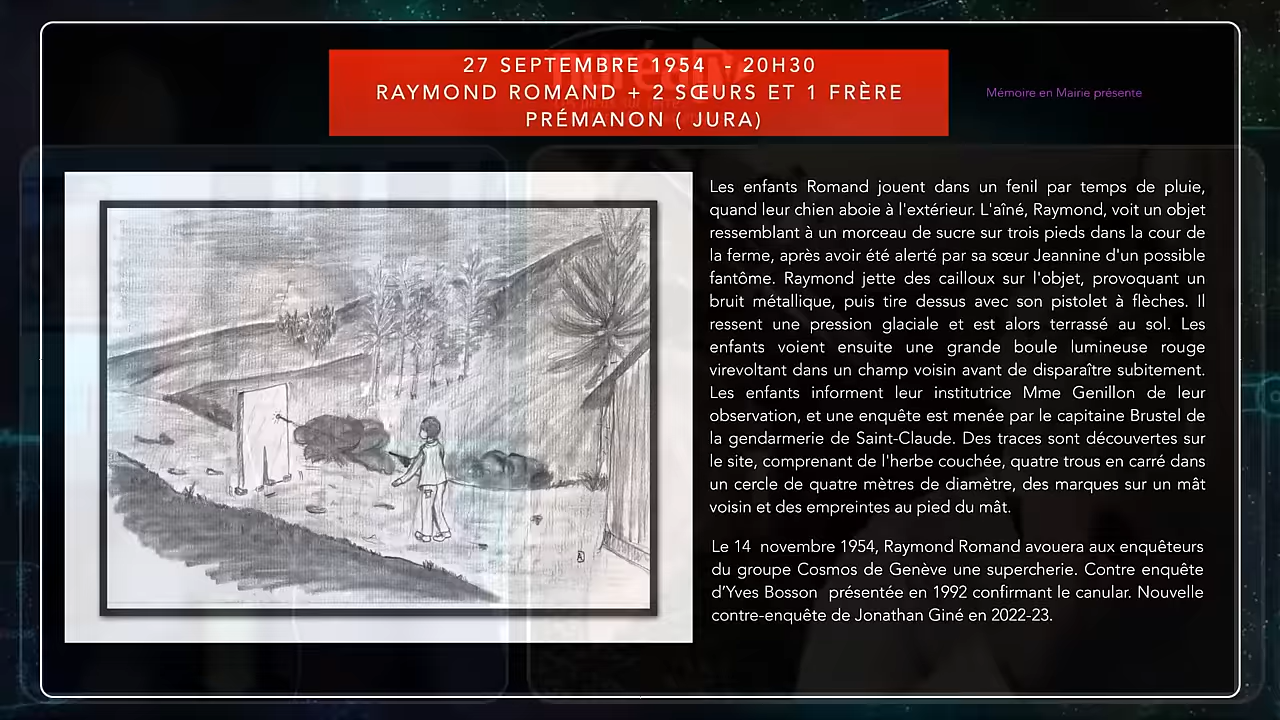 27 SEPTEMBRE 1954 - 20H30
RAYMOND ROMAND + 2 SŒURS ET 1 FRÈRE
PRÉMANON ( JURA)
Mémoire en Mairie présente
Les enfants Romand jouent dans un fenil par temps de pluie,
quand leur chien aboie à l'extérieur. L'aîné, Raymond, voit un objet
ressemblant à un morceau de sucre sur trois pieds dans la cour de
la ferme, après avoir été alerté par sa sœur Jeannine d'un possible
fantôme. Raymond jette des cailloux sur l'objet, provoquant un
bruit métallique, puis tire dessus avec son pistolet à flèches. Il
ressent une pression glaciale et est alors terrassé au sol. Les
enfants voient ensuite une grande boule lumineuse rouge
virevoltant dans un champ voisin avant de disparaître subitement.
Les enfants informent leur institutrice Mme Genillon de leur
observation, et une enquête est menée par le capitaine Brustel de
la gendarmerie de Saint-Claude. Des traces sont découvertes sur
le site, comprenant de l'herbe couchée, quatre trous en carré dans
un cercle de quatre mètres de diamètre, des marques sur un mât
voisin et des empreintes au pied du mât.
Le 14 novembre 1954, Raymond Romand avouera aux enquêteurs
du groupe Cosmos de Genève une supercherie. Contre enquête
d'Yves Bosson présentée en 1992 confirmant le canular. Nouvelle
contre-enquête de Jonathan Giné en 2022-23.